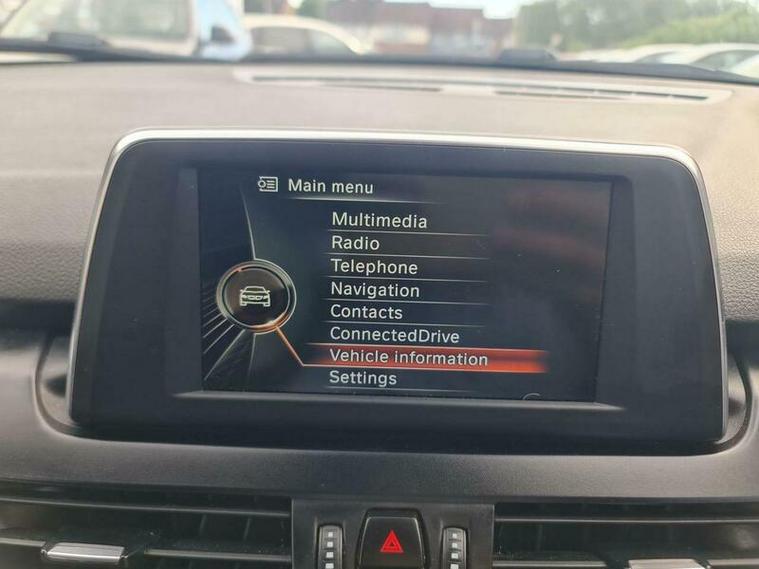 Main menu
Multimedia
Radio
Telephone
Navigation
Contacts
ConnectedDrive
Vehicle information
Settings